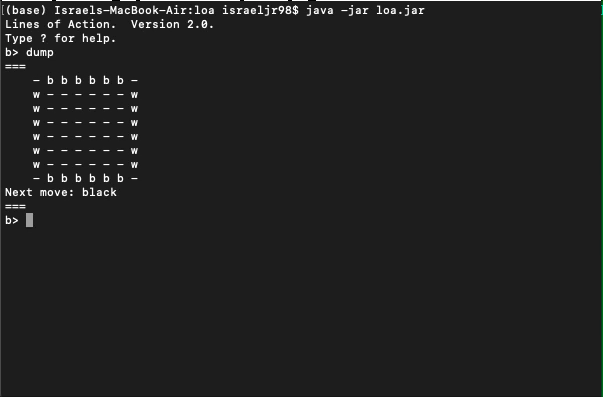 (base) Israels-MacBook-Air:loa israeljr98$ java -jar loa.jar
Lines of Action.  Version 2.0.
Type ? for help.
b> dump
===
    - b b b b b b -
    w - - - - - - w
    w - - - - - - w
    w - - - - - - w
    w - - - - - - w
    w - - - - - - w
    w - - - - - - w
    - b b b b b b -
Next move: black
===
b>